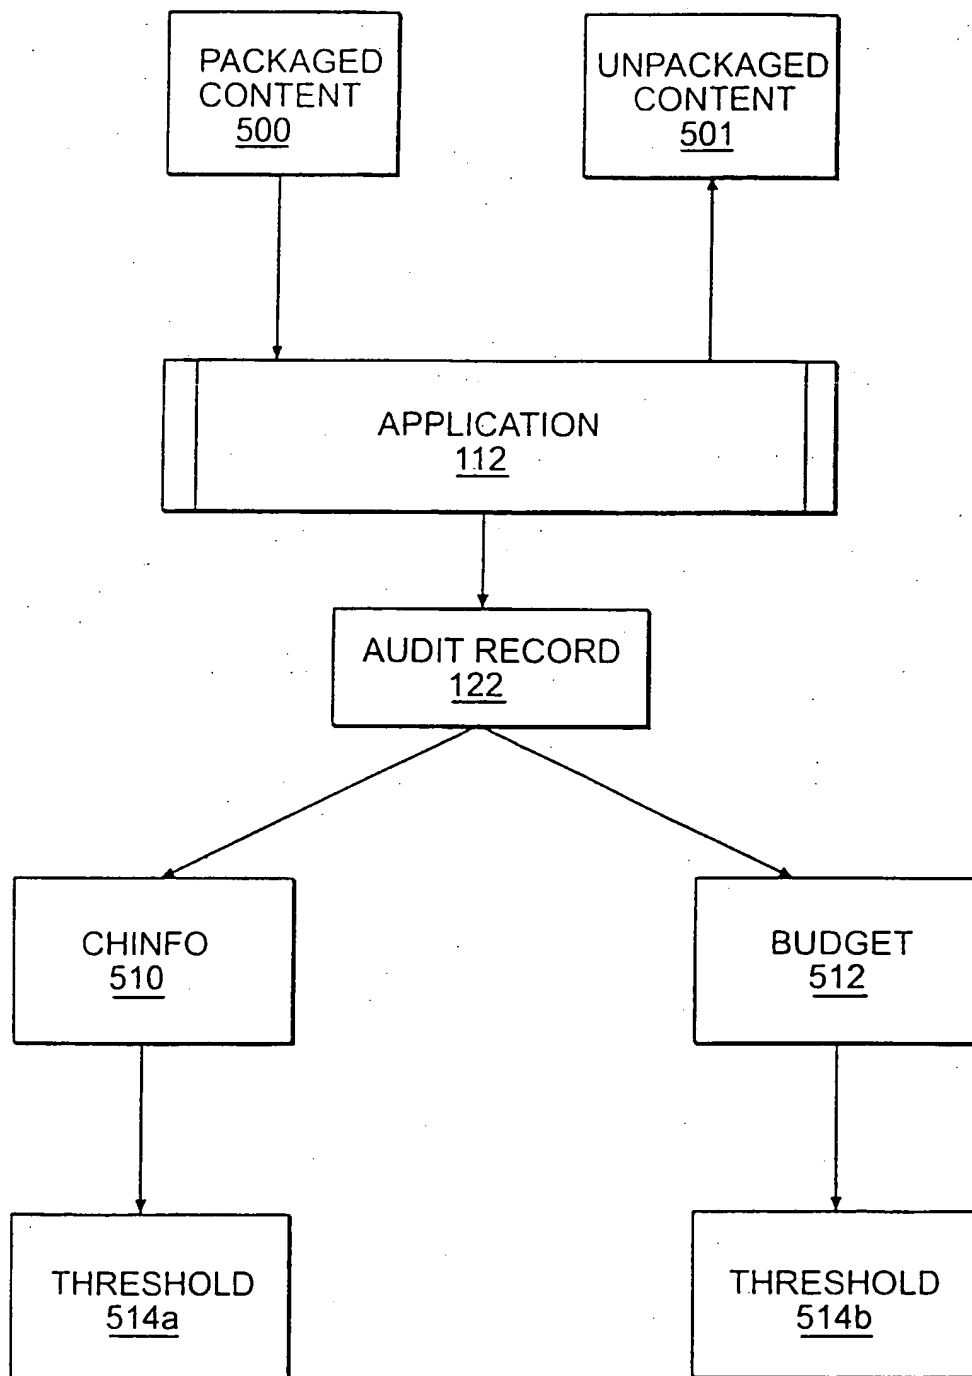 PACKAGED
CONTENT
500
UNPACKAGED
CONTENT
501
APPLICATION
112
AUDIT RECORD
122
CHINFO
510
BUDGET
512
THRESHOLD
514a
THRESHOLD
514b